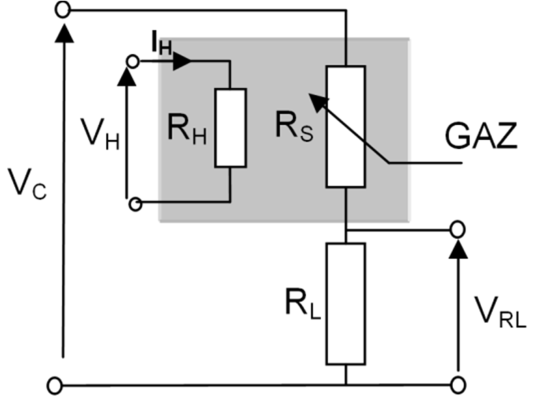 I_H
V_H
R_H
R_S
GAZ
V_C
R_L
V_RL